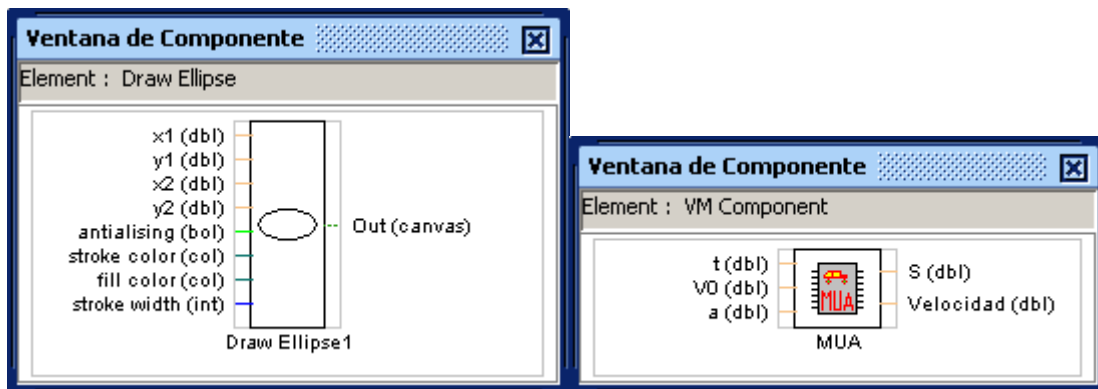 Ventana de Componente
Element : Draw Ellipse
x1 (dbl)
y1 (dbl)
x2 (dbl)
y2 (dbl)
antialising (bol)
stroke color (col)
fill color (col)
stroke width (int)
Out (canvas)
Draw Ellipse1
Ventana de Componente
Element : VM Component
t (dbl)
V0 (dbl)
a (dbl)
MUA
S (dbl)
Velocidad (dbl)
MUA